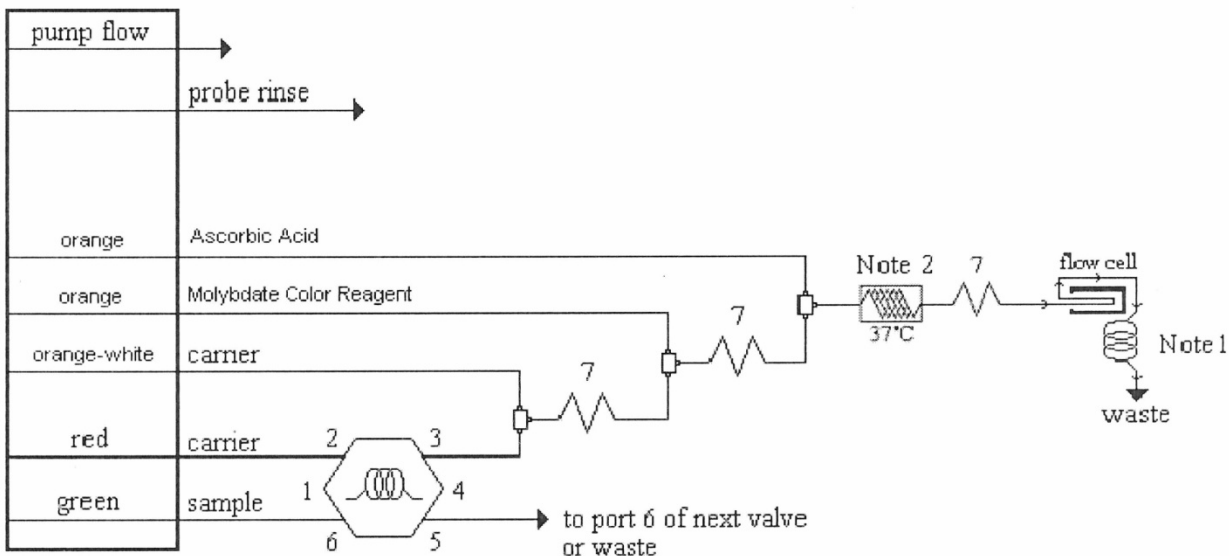 pump flow
probe rinse
orange
Ascorbic Acid
orange
Molybdate Color Reagent
orange-white
carrier
red
carrier
green
sample
2
3
1
4
6
5
to port 6 of next valve
or waste
7
7
Note 2
37°C
7
flow cell
Note 1
waste